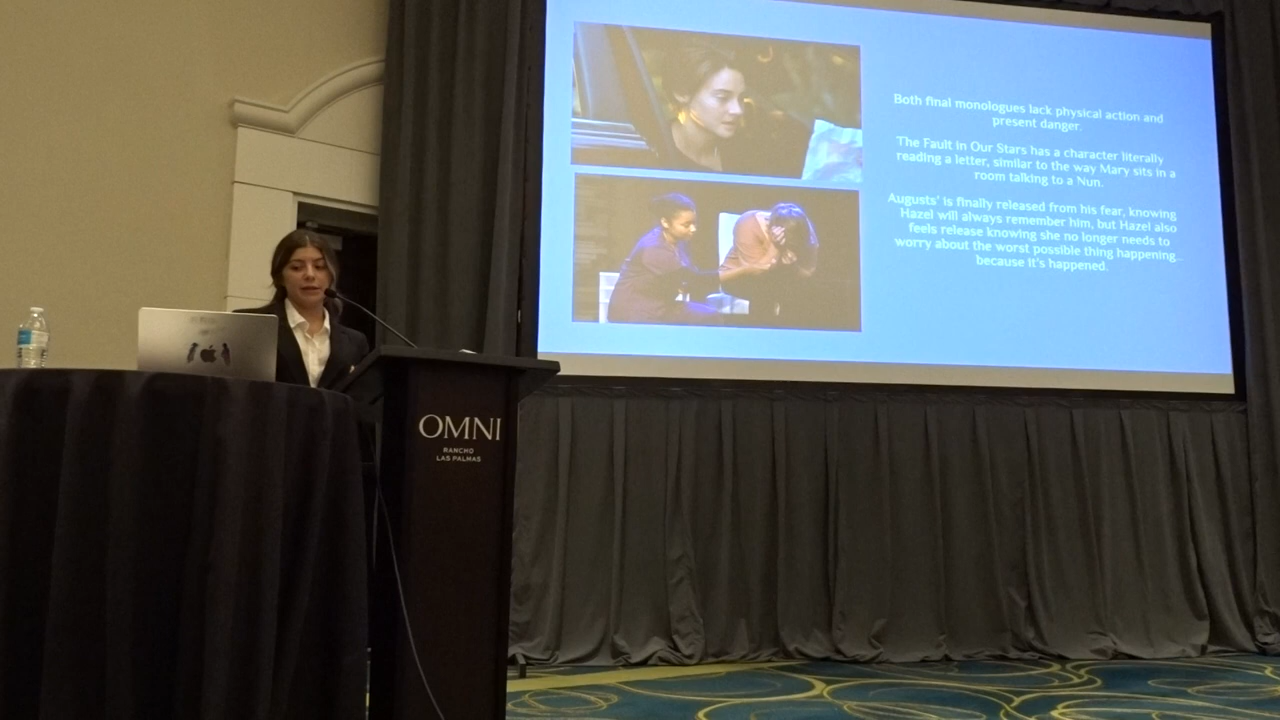 Both final monologues lack physical action and
present danger.
The Fault in Our Stars has a character literally
reading a letter, similar to the way Mary sits in a
room talking to a Nun.
Augusts' is finally released from his fear, knowing
Hazel will always remember him, but Hazel also
feels release knowing she no longer needs to
worry about the worst possible thing happening...
because It's happened.
OMNI
RANCHO
LAS PALMAS